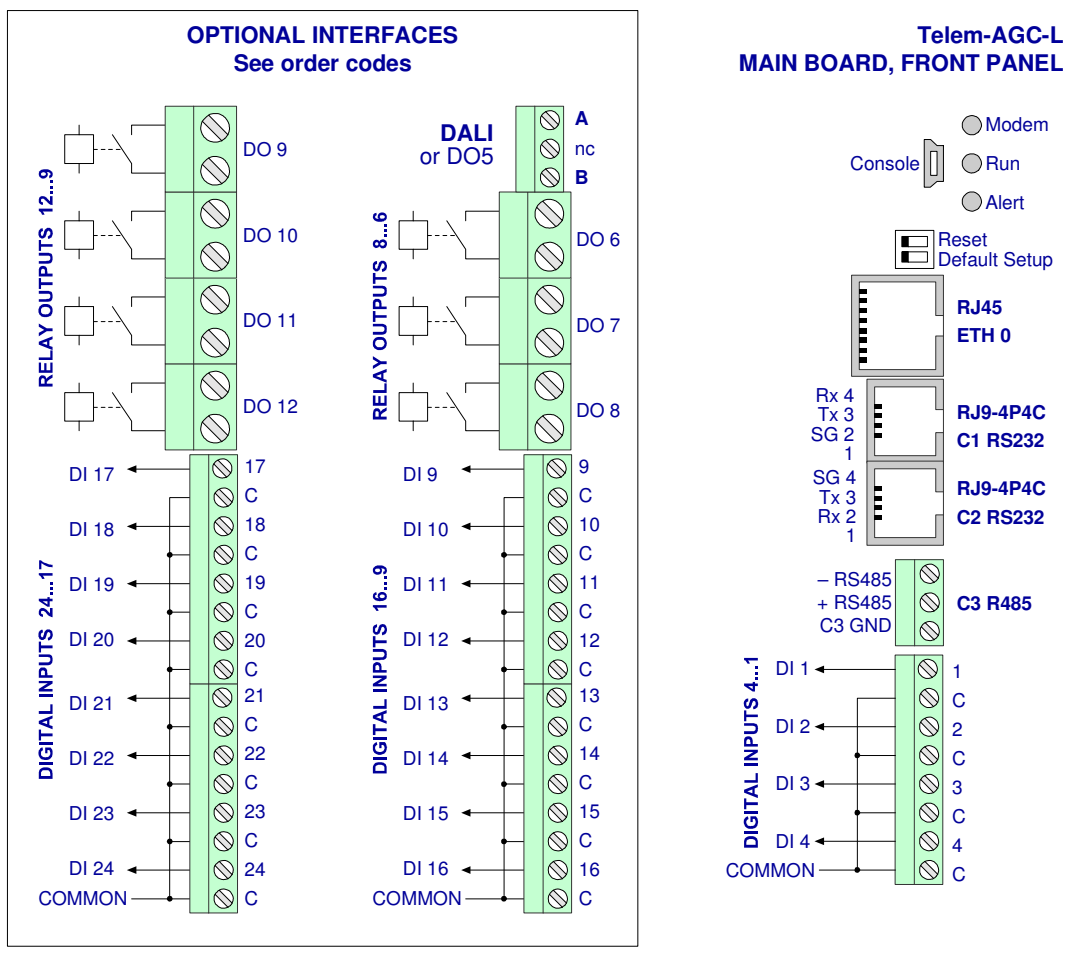 OPTIONAL INTERFACES
See order codes
RELAY OUTPUTS 12...9
DO 9
DO 10
DO 11
DO 12
DALI
or DO5
A
nc
B
RELAY OUTPUTS 8...6
DO 6
DO 7
DO 8
DIGITAL INPUTS 24...17
DI 17 17
C
DI 18 18
C
DI 19 19
C
DI 20 20
C
DI 21 21
C
DI 22 22
C
DI 23 23
C
DI 24 24
COMMON C
DIGITAL INPUTS 16...9
DI 9 9
C
DI 10 10
C
DI 11 11
C
DI 12 12
C
DI 13 13
C
DI 14 14
C
DI 15 15
C
DI 16 16
COMMON C
Telem-AGC-L
MAIN BOARD, FRONT PANEL
Modem
Console Run
Alert
Reset
Default Setup
RJ45
ETH 0
Rx 4
Tx 3
SG 2
1
RJ9-4P4C
C1 RS232
SG 4
Tx 3
Rx 2
1
RJ9-4P4C
C2 RS232
– RS485
+ RS485
C3 GND
C3 R485
DIGITAL INPUTS 4...1
DI 1 1
C
DI 2 2
C
DI 3 3
C
DI 4 4
COMMON C